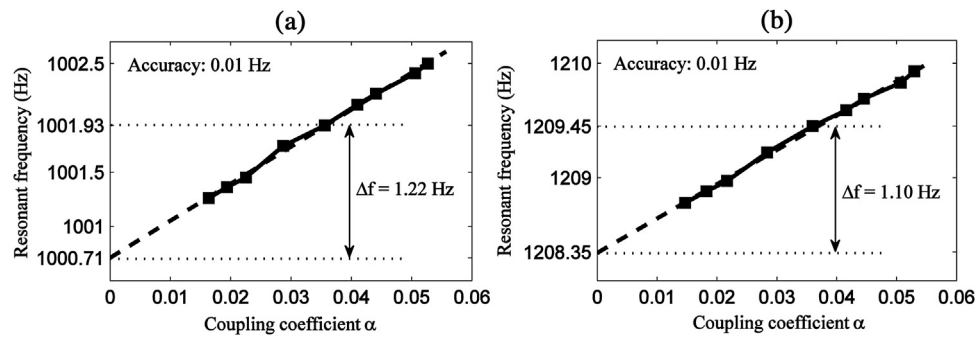 (a)
Resonant frequency (Hz)
1002.5
1001.93
1001.5
1001
1000.71
Accuracy: 0.01 Hz
Δf = 1.22 Hz
0 0.01 0.02 0.03 0.04 0.05 0.06
Coupling coefficient α
(b)
Resonant frequency (Hz)
1210
1209.45
1209
1208.35
Accuracy: 0.01 Hz
Δf = 1.10 Hz
0 0.01 0.02 0.03 0.04 0.05 0.06
Coupling coefficient α